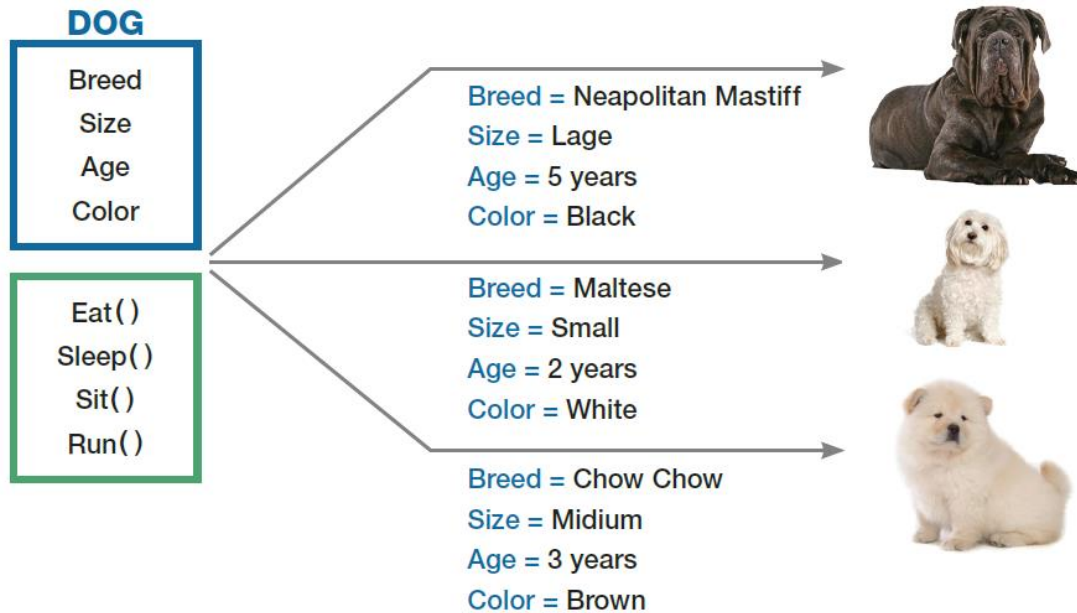 DOG
Breed
Size
Age
Color
Eat()
Sleep()
Sit()
Run()
Breed = Neapolitan Mastiff
Size = Lage
Age = 5 years
Color = Black
Breed = Maltese
Size = Small
Age = 2 years
Color = White
Breed = Chow Chow
Size = Midium
Age = 3 years
Color = Brown